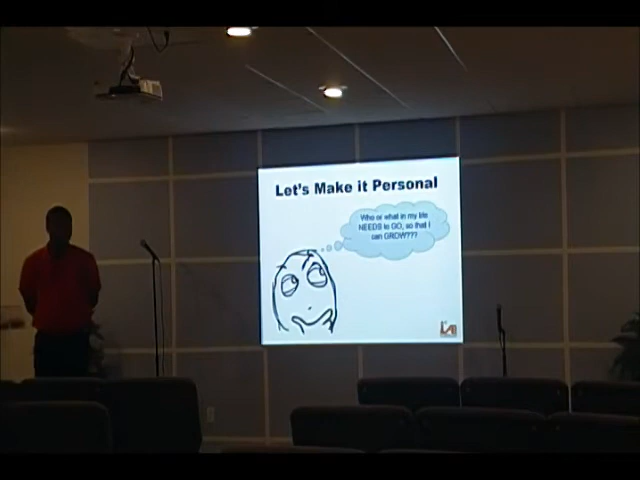 Let's Make it Personal
Who or what in my life
NEEDS to GO, so that I
can GROW???